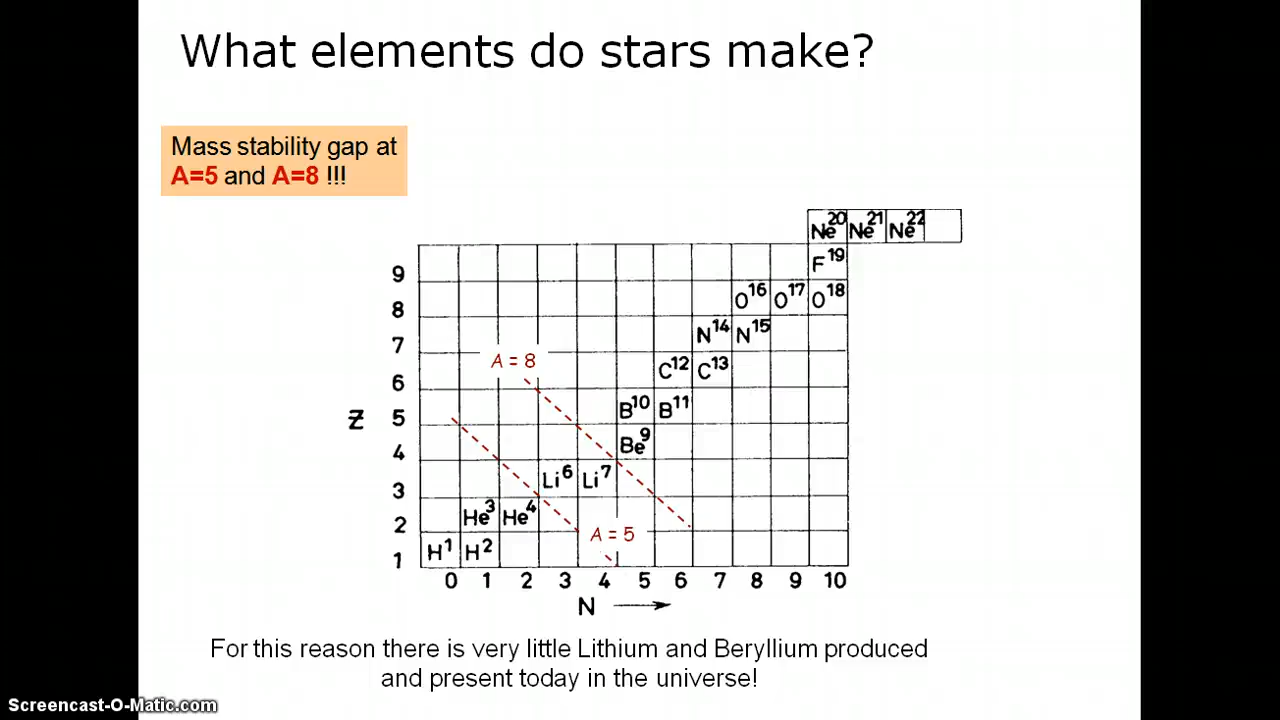 What elements do stars make?
Mass stability gap at
A=5 and A=8 !!!
Ne20 Ne21 Ne22
9 F19
8 O16 O17 O18
7 N14 N15
A = 8
6 C12 C13
Z 5 B10 B11
4 Be9
3 Li6 Li7
2 He3 He4
A = 5
1 H1 H2
0 1 2 3 4 5 6 7 8 9 10
N
For this reason there is very little Lithium and Beryllium produced
and present today in the universe!
Screencast-O-Matic.com